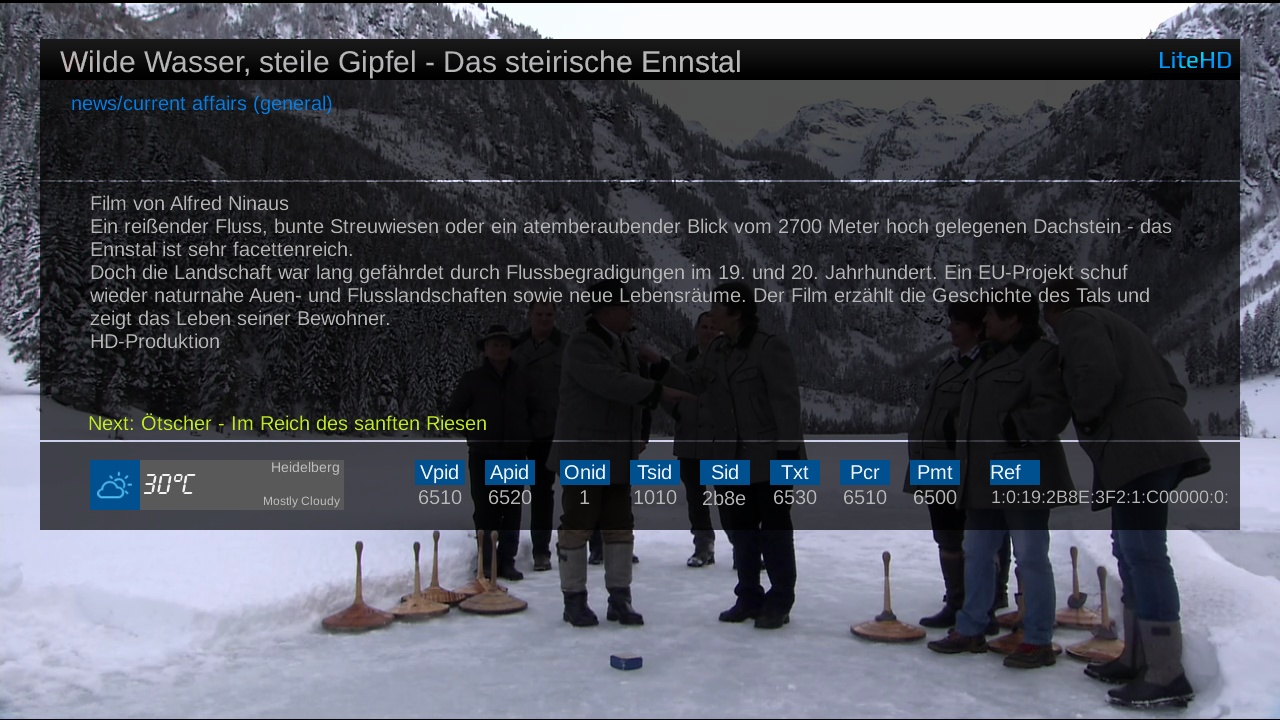 Wilde Wasser, steile Gipfel - Das steirische Ennstal
LiteHD
news/current affairs (general)
Film von Alfred Ninaus
Ein reißender Fluss, bunte Streuwiesen oder ein atemberaubender Blick vom 2700 Meter hoch gelegenen Dachstein - das
Ennstal ist sehr facettenreich.
Doch die Landschaft war lang gefährdet durch Flussbegradigungen im 19. und 20. Jahrhundert. Ein EU-Projekt schuf
wieder naturnahe Auen- und Flusslandschaften sowie neue Lebensräume. Der Film erzählt die Geschichte des Tals und
zeigt das Leben seiner Bewohner.
HD-Produktion
Next: Ötscher - Im Reich des sanften Riesen
30°C
Heidelberg
Mostly Cloudy
Vpid Apid Onid Tsid Sid Txt Pcr Pmt Ref
6510 6520 1 1010 2b8e 6530 6510 6500 1:0:19:2B8E:3F2:1:C00000:0: